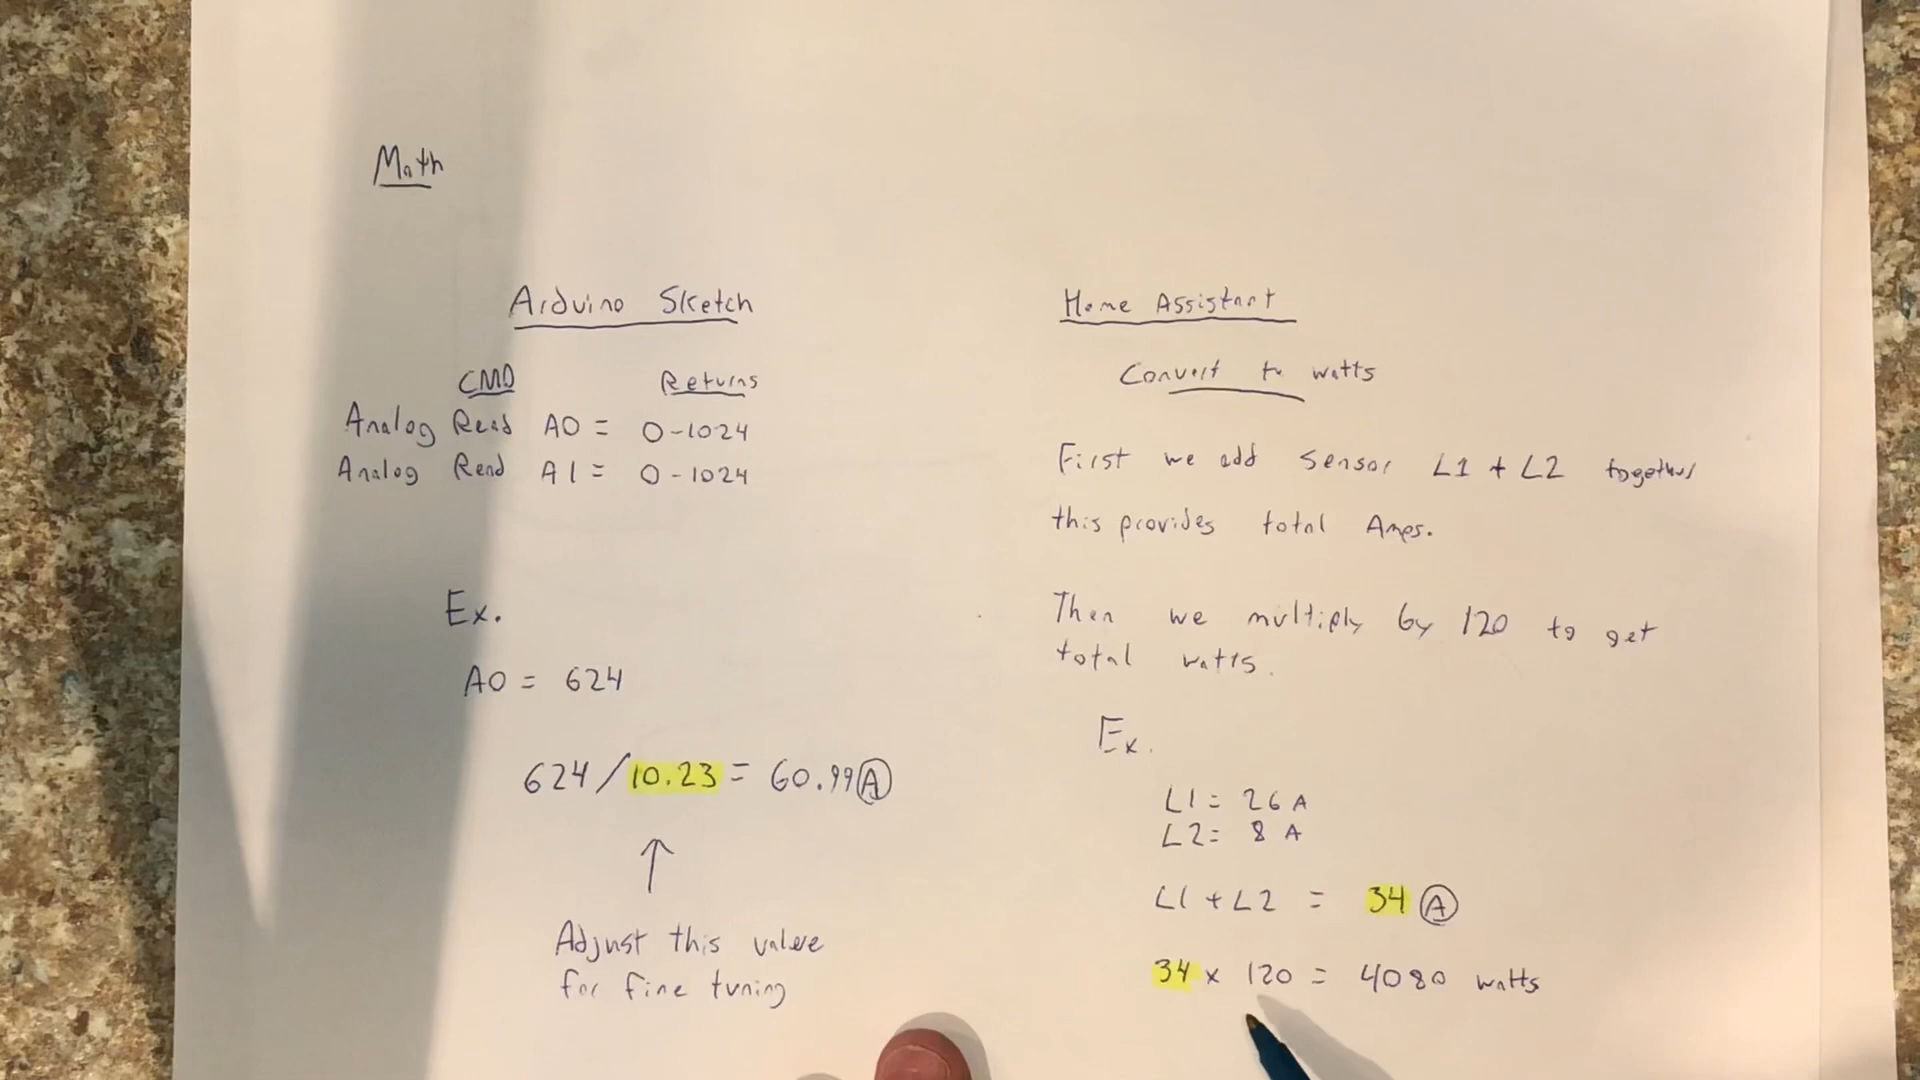 Math
Arduino Sketch
CMD Returns
Analog Read A0 = 0-1024
Analog Read A1 = 0-1024
Ex.
A0 = 624
624/10.23 = 60.99 A
↑
Adjust this value
for fine tuning
Home Assistant
Convert to watts
First we add sensor L1 + L2 together
this provides total Amps.
Then we multiply by 120 to get
total watts.
Ex.
L1 = 26 A
L2 = 8 A
L1 + L2 = 34 A
34 x 120 = 4080 watts